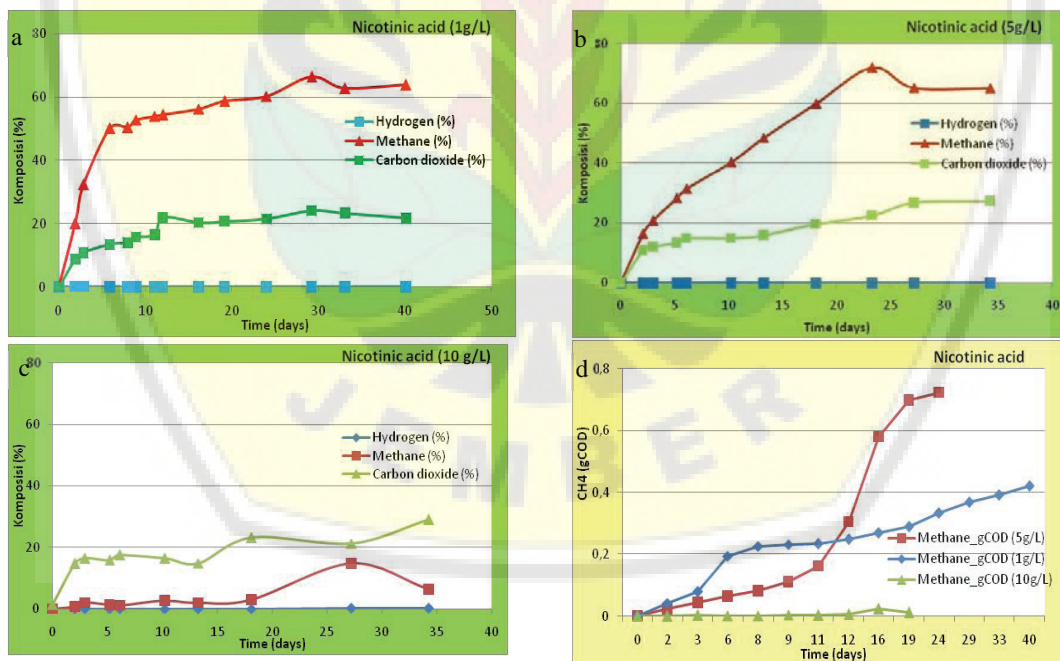 a
Nicotinic acid (1g/L)
80
60
40
20
0
Komposisi (%)
Hydrogen (%)
Methane (%)
Carbon dioxide (%)
0 10 20 30 40 50
Time (days)
b
Nicotinic acid (5g/L)
80
60
40
20
0
Komposisi (%)
Hydrogen (%)
Methane (%)
Carbon dioxide (%)
0 5 10 15 20 25 30 35 40
Time (days)
c
Nicotinic acid (10 g/L)
80
60
40
20
0
Komposisi (%)
Hydrogen (%)
Methane (%)
Carbon dioxide (%)
0 5 10 15 20 25 30 35 40
Time (days)
d
Nicotinic acid
0,8
0,6
0,4
0,2
0
CH4 (gCOD)
Methane_gCOD (5g/L)
Methane_gCOD (1g/L)
Methane_gCOD (10g/L)
0 2 3 6 8 9 11 12 16 19 24 29 33 40
Time (days)
JEMBER